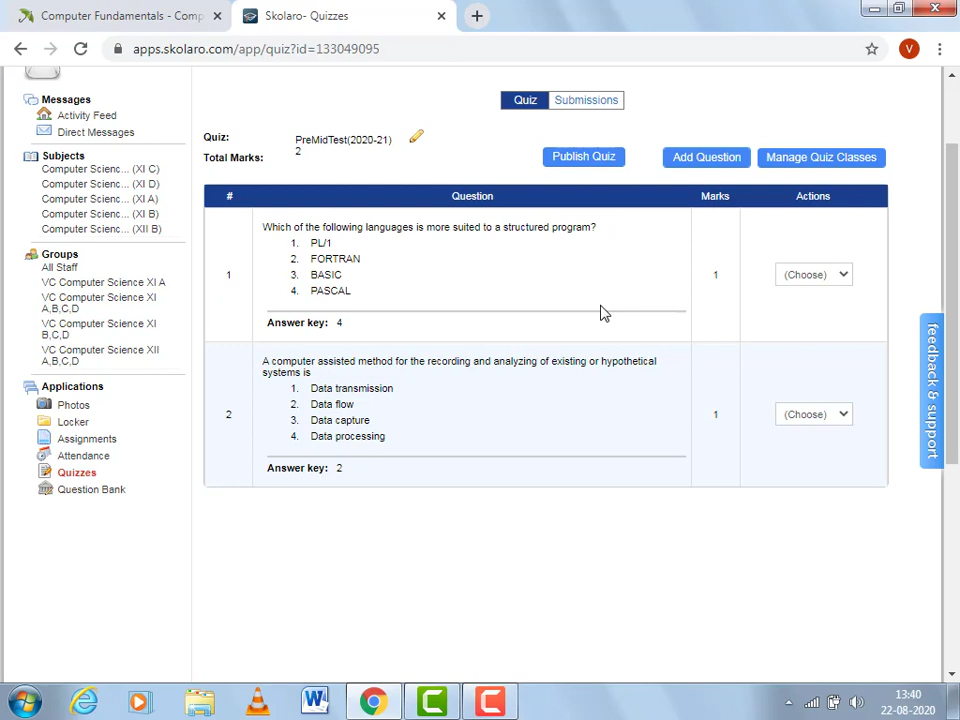 Computer Fundamentals - Comp
Skolaro- Quizzes
apps.skolaro.com/app/quiz?id=133049095
V
Messages
Activity Feed
Direct Messages
Subjects
Computer Scienc... (XI C)
Computer Scienc... (XI D)
Computer Scienc... (XI A)
Computer Scienc... (XI B)
Computer Scienc... (XII B)
Groups
All Staff
VC Computer Science XI A
VC Computer Science XI
A,B,C,D
VC Computer Science XI
B,C,D
VC Computer Science XII
A,B,C,D
Applications
Photos
Locker
Assignments
Attendance
Quizzes
Question Bank
Quiz Submissions
Quiz: PreMidTest(2020-21)
Total Marks: 2
Publish Quiz Add Question Manage Quiz Classes
# Question Marks Actions
Which of the following languages is more suited to a structured program?
1. PL/1
2. FORTRAN
1 3. BASIC 1 (Choose)
4. PASCAL
Answer key: 4
A computer assisted method for the recording and analyzing of existing or hypothetical
systems is
1. Data transmission
2. Data flow
2 1 (Choose)
3. Data capture
4. Data processing
Answer key: 2
feedback & support
W
C
C
13:40
22-08-2020